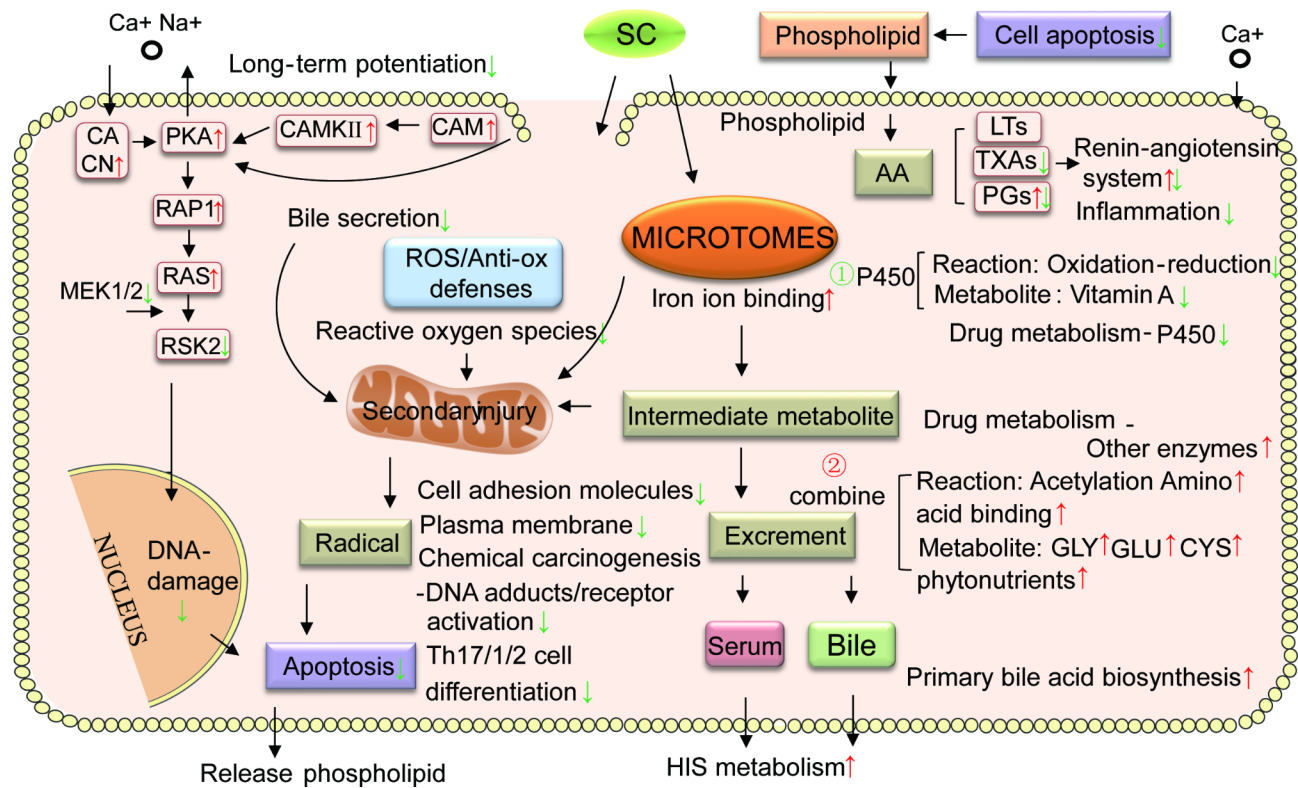 Ca+ Na+
Long-term potentiation↓
SC
Phospholipid
Cell apoptosis↓
Ca+
CA
CN↑
PKA↑
CAMKII↑
CAM↑
RAP1↑
RAS↑
MEK1/2↓
RSK2↓
Phospholipid
AA
LTs
TXAs↓
PGs↑↓
Renin-angiotensin
system↑↓
Inflammation↓
Bile secretion↓
ROS/Anti-ox
defenses
Reactive oxygen species↓
Secondaryinjury
MICROTOMES
Iron ion binding↑
①P450
Reaction: Oxidation-reduction↓
Metabolite: Vitamin A↓
Drug metabolism-P450↓
Intermediate metabolite
Drug metabolism -
Other enzymes↑
②
combine
Reaction: Acetylation Amino↑
acid binding↑
Metabolite: GLY↑GLU↑CYS↑
phytonutrients↑
Excrement
Serum
Bile
Primary bile acid biosynthesis↑
HIS metabolism↑
NUCLEUS
DNA-
damage
↓
Radical
Apoptosis↓
Cell adhesion molecules↓
Plasma membrane↓
Chemical carcinogenesis
-DNA adducts/receptor
activation↓
Th17/1/2 cell
differentiation↓
Release phospholipid